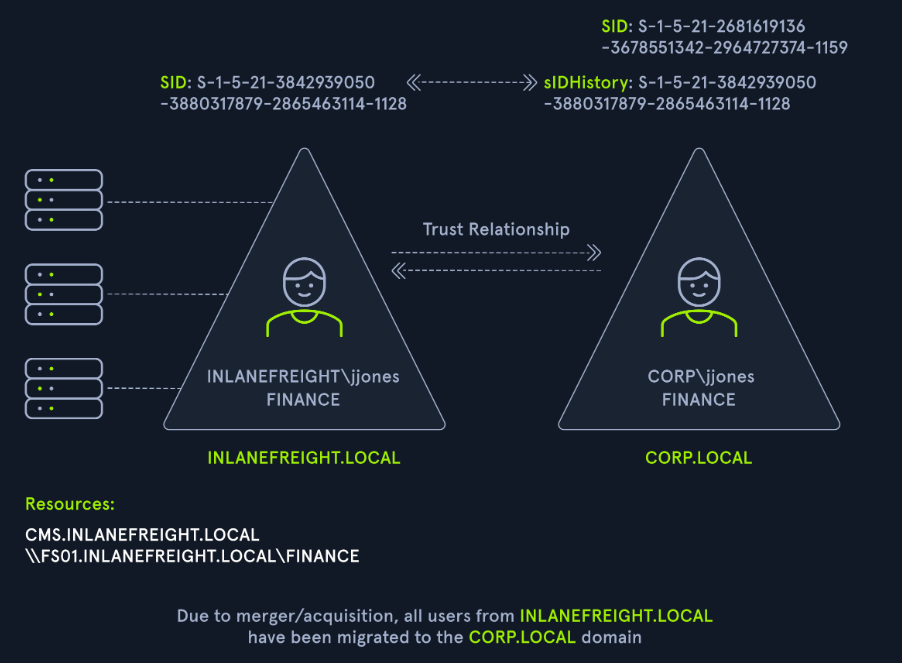 SID: S-1-5-21-2681619136
-3678551342-2964727374-1159
SID: S-1-5-21-3842939050
-3880317879-2865463114-1128
sIDHistory: S-1-5-21-3842939050
-3880317879-2865463114-1128
Trust Relationship
INLANEFREIGHT\jjones
FINANCE
CORP\jjones
FINANCE
INLANEFREIGHT.LOCAL
CORP.LOCAL
Resources:
CMS.INLANEFREIGHT.LOCAL
\\FS01.INLANEFREIGHT.LOCAL\FINANCE
Due to merger/acquisition, all users from INLANEFREIGHT.LOCAL
have been migrated to the CORP.LOCAL domain